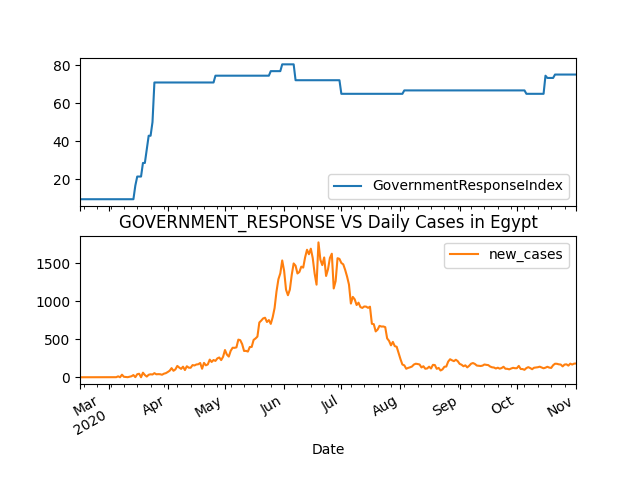 80
60
40
20
GovernmentResponseIndex
GOVERNMENT_RESPONSE VS Daily Cases in Egypt
1500
1000
500
0
new_cases
Mar
2020
Apr
May
Jun
Jul
Aug
Sep
Oct
Nov
Date